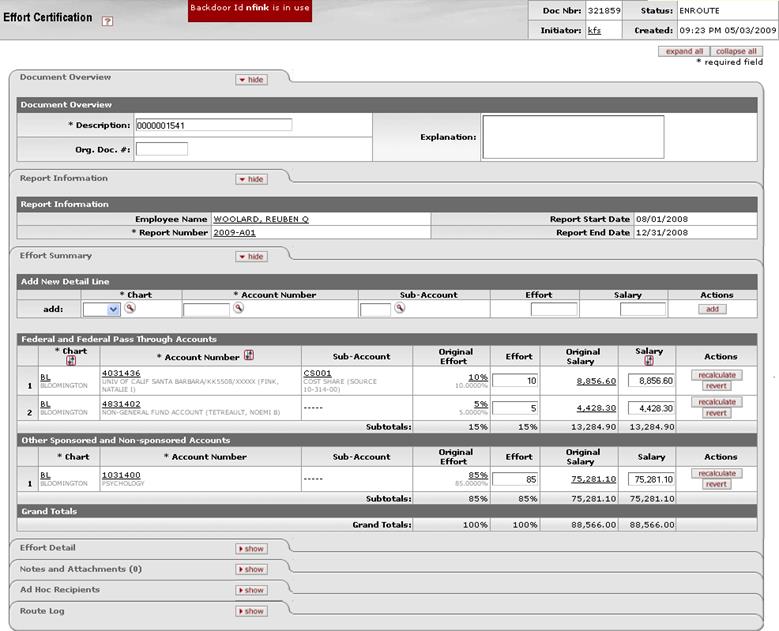 Effort Certification ?
Backdoor Id nfink is in use
Doc Nbr: 321859 Status: ENROUTE
Initiator: kfs Created: 09:23 PM 05/03/2009
expand all collapse all
* required field
Document Overview hide
Document Overview
* Description: 0000001541
Explanation:
Org. Doc. #:
Report Information hide
Report Information
Employee Name WOOLARD, REUBEN Q Report Start Date 08/01/2008
* Report Number 2009-A01 Report End Date 12/31/2008
Effort Summary hide
Add New Detail Line
* Chart * Account Number Sub-Account Effort Salary Actions
add: add
Federal and Federal Pass Through Accounts
* Chart * Account Number Sub-Account Original Effort Effort Original Salary Salary Actions
1 BL 4031436 CS001 10% 10 8,856.60 8,856.60 recalculate
BLOOMINGTON UNIV OF CALIF SANTA BARBARA/KK5508/XXXXX (FINK, NATALIE I) COST SHARE (SOURCE 10-314-00) 10.0000% revert
2 BL 4831402 ----- 5% 5 4,428.30 4,428.30 recalculate
BLOOMINGTON NON-GENERAL FUND ACCOUNT (TETREAULT, NOEMI B) 5.0000% revert
Subtotals: 15% 15% 13,284.90 13,284.90
Other Sponsored and Non-sponsored Accounts
* Chart * Account Number Sub-Account Original Effort Effort Original Salary Salary Actions
1 BL 1031400 ----- 85% 85 75,281.10 75,281.10 recalculate
BLOOMINGTON PSYCHOLOGY 85.0000% revert
Subtotals: 85% 85% 75,281.10 75,281.10
Grand Totals
Grand Totals: 100% 100% 88,566.00 88,566.00
Effort Detail show
Notes and Attachments (0) show
Ad Hoc Recipients show
Route Log show